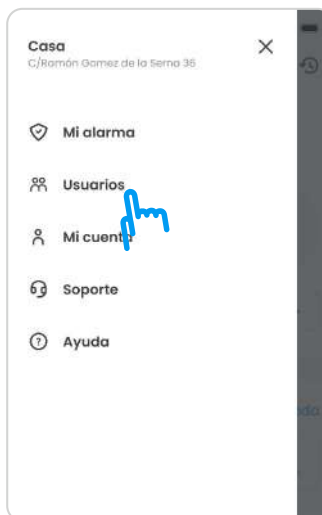 Casa
C/Ramón Gomez de la Serna 36
Mi alarma
Usuarios
Mi cuenta
Soporte
Ayuda